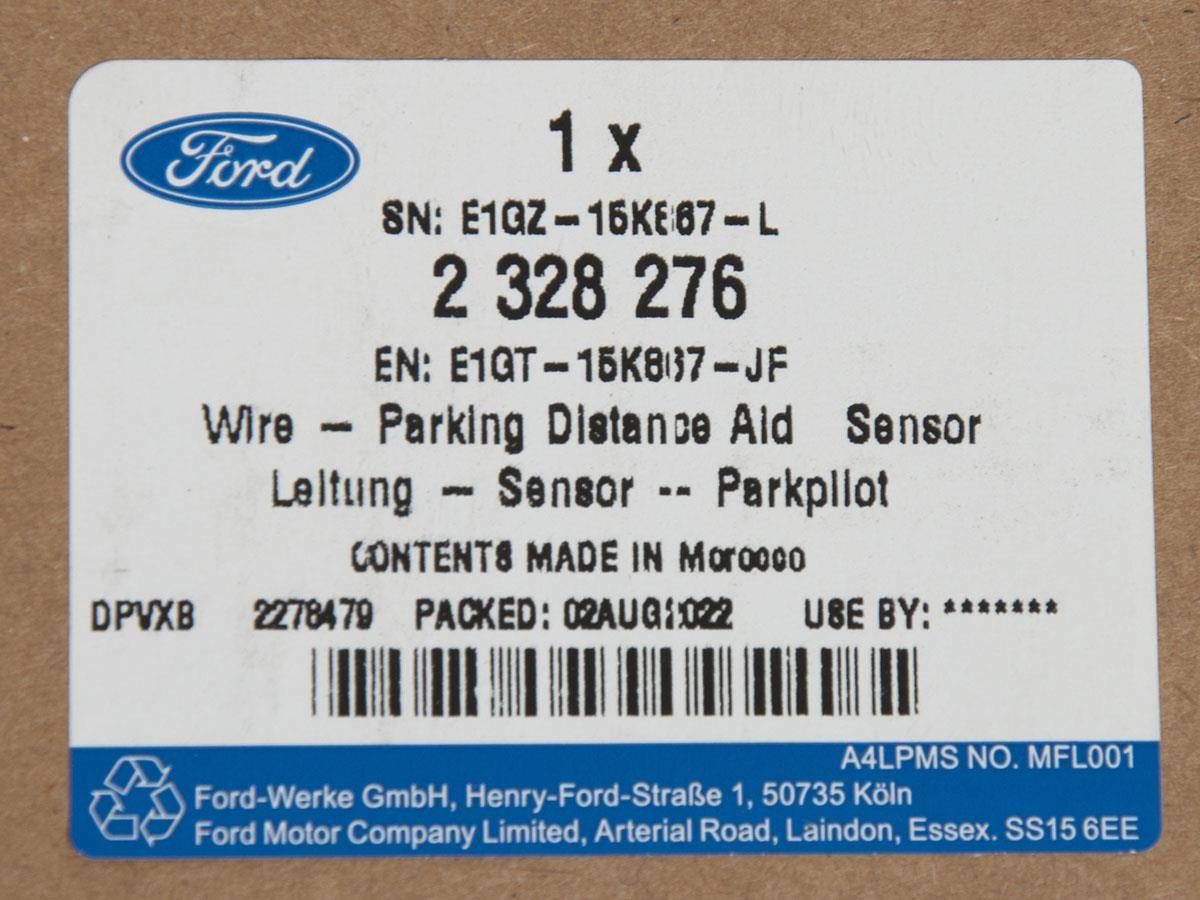 Ford
1 x
SN: E1GZ-15K867-L
2 328 276
EN: E1GT-15K867-JF
Wire - Parking Distance Aid Sensor
Leitung - Sensor -- Parkpilot
CONTENTS MADE IN Morocco
DPVXB 2278479 PACKED: 02AUG2022 USE BY: *******
A4LPMS NO. MFL001
Ford-Werke GmbH, Henry-Ford-Straße 1, 50735 Köln
Ford Motor Company Limited, Arterial Road, Laindon, Essex. SS15 6EE